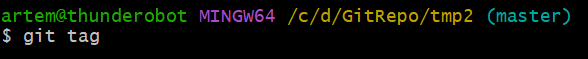 artem@thunderobot MINGW64 /c/d/GitRepo/tmp2 (master)
$ git tag